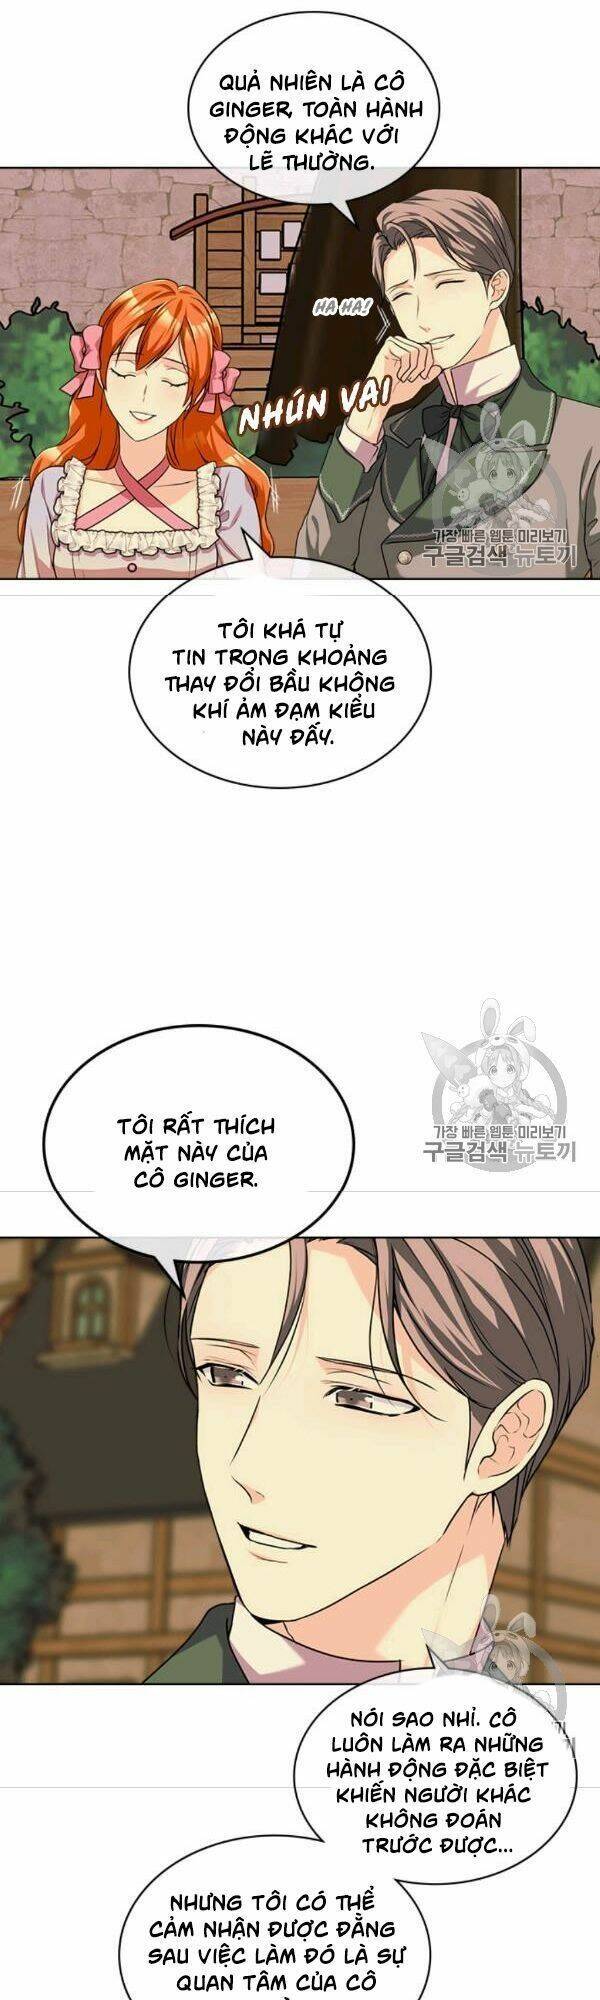 QUẢ NHIÊN LÀ CÔ
GINGER, TOÀN HÀNH
ĐỘNG KHÁC VỚI
LẼ THƯỜNG.
HA HA!
NHÚN VAI
가장 빠른 웹툰 미리보기
구글검색 뉴토끼
TÔI KHÁ TỰ
TIN TRONG KHOẢNG
THAY ĐỔI BẦU KHÔNG
KHÍ ẢM ĐẠM KIỂU
NÀY ĐẤY.
가장 빠른 웹툰 미리보기
구글검색 뉴토끼
TÔI RẤT THÍCH
MẶT NÀY CỦA
CÔ GINGER.
NÓI SAO NHỈ. CÔ
LUÔN LÀM RA NHỮNG
HÀNH ĐỘNG ĐẶC BIỆT
KHIẾN NGƯỜI KHÁC
KHÔNG ĐOÁN
TRƯỚC ĐƯỢC...
NHƯNG TÔI CÓ THỂ
CẢM NHẬN ĐƯỢC ĐẰNG
SAU VIỆC LÀM ĐÓ LÀ SỰ
QUAN TÂM CỦA CÔ